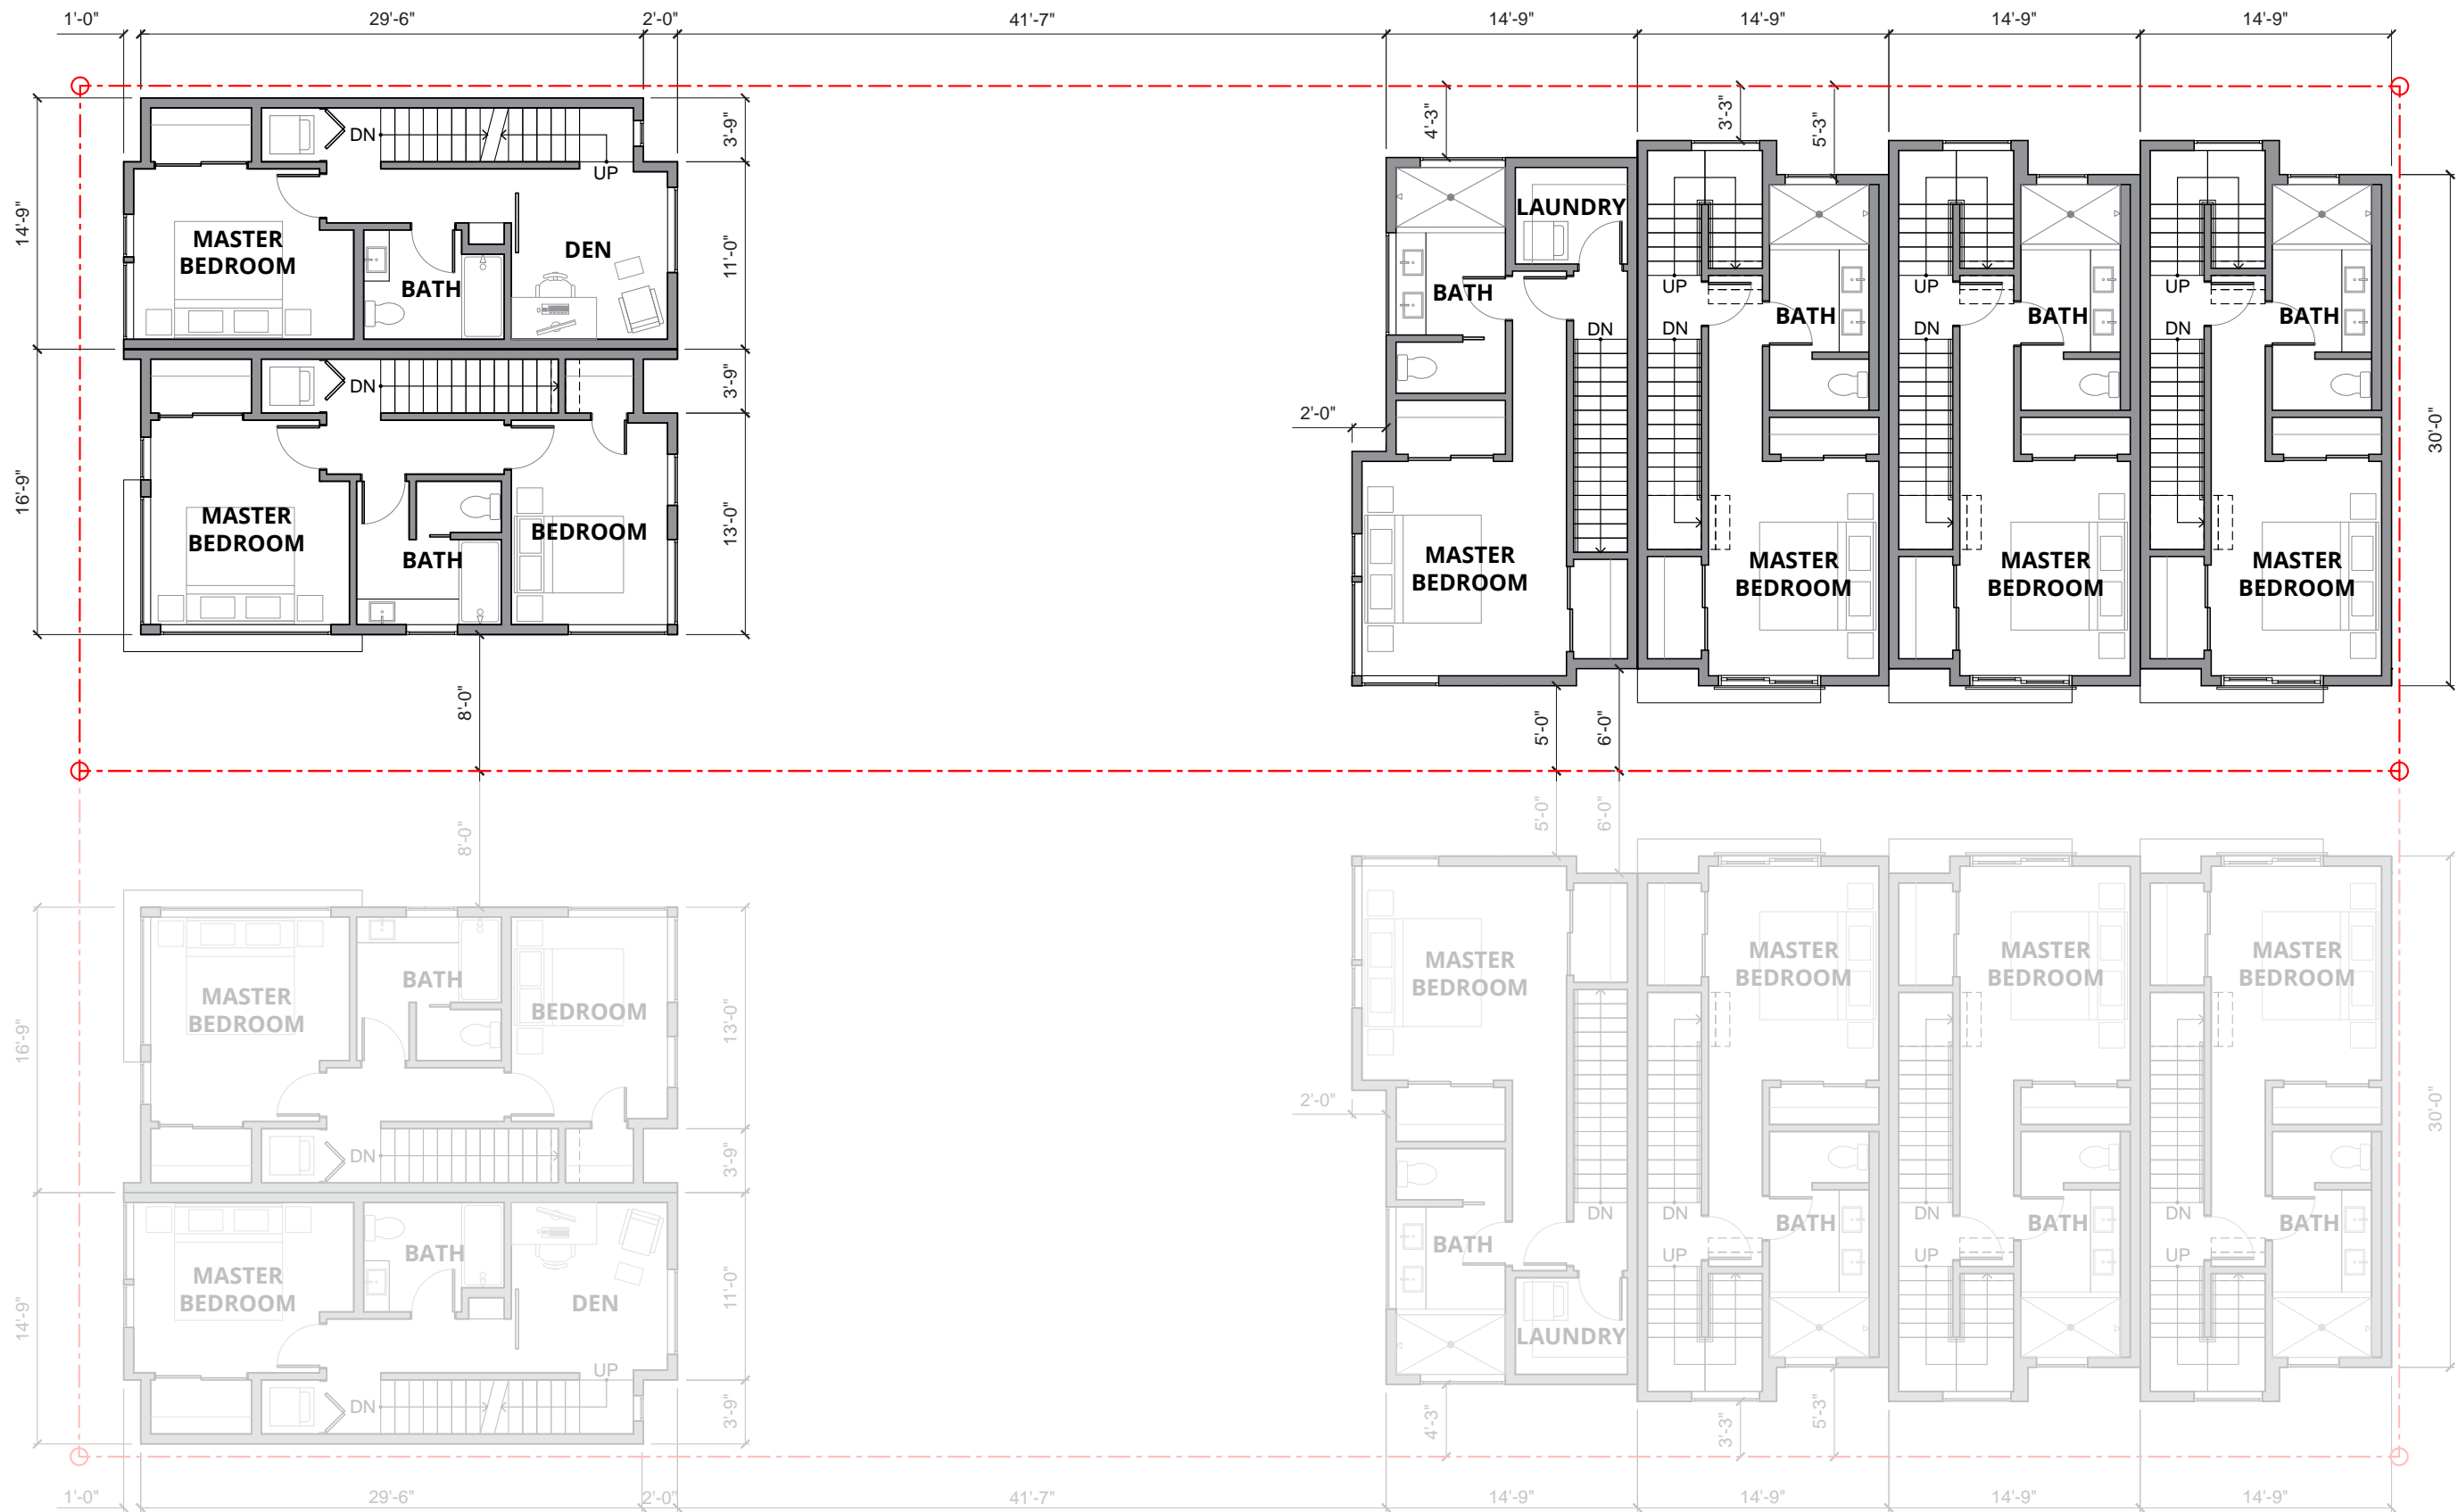 1'-0" 29'-6" 2'-0" 41'-7" 14'-9" 14'-9" 14'-9" 14'-9"
4'-3" 3'-3" 5'-3"
DN UP 3'-9"
14'-9" 11'-0"
MASTER
BEDROOM
BATH
DEN
LAUNDRY
BATH
DN
UP
DN
BATH
UP
DN
BATH
UP
DN
BATH
DN 3'-9"
2'-0"
30'-0"
16'-9" 13'-0"
MASTER
BEDROOM
BATH
BEDROOM
MASTER
BEDROOM
MASTER
BEDROOM
MASTER
BEDROOM
MASTER
BEDROOM
8'-0" 5'-0" 6'-0"
8'-0" 5'-0" 6'-0"
MASTER
BEDROOM
BATH
BEDROOM
MASTER
BEDROOM
MASTER
BEDROOM
MASTER
BEDROOM
MASTER
BEDROOM
16'-9" 13'-0"
2'-0"
30'-0"
DN 3'-9"
DN
BATH
DN
UP
BATH
DN
UP
BATH
DN
UP
BATH
LAUNDRY
MASTER
BEDROOM
BATH
DEN
14'-9" 11'-0"
UP
DN 3'-9"
4'-3" 3'-3" 5'-3"
1'-0" 29'-6" 2'-0" 41'-7" 14'-9" 14'-9" 14'-9" 14'-9"